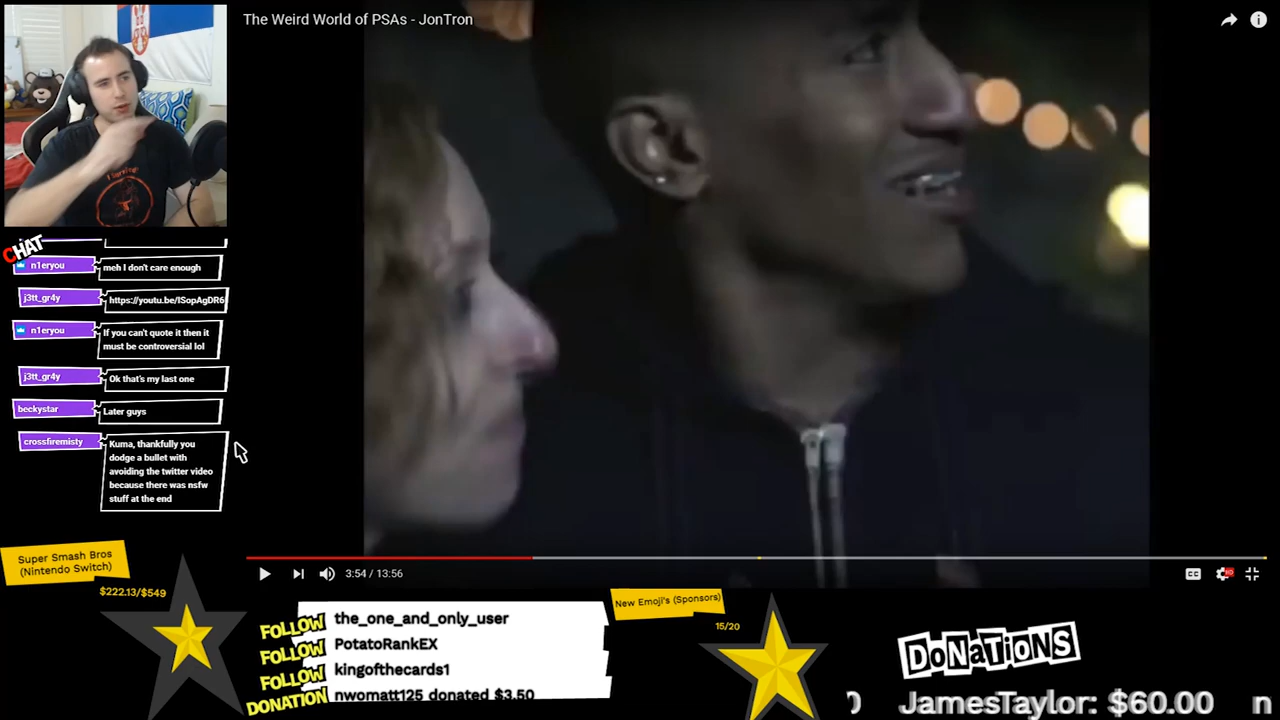 The Weird World of PSAs - JonTron
CHAT
n1eryou
meh I don't care enough
j3tt_gr4y
https://youtu.be/ISopAgDR6
n1eryou
If you can't quote it then it
must be controversial lol
j3tt_gr4y
Ok that's my last one
beckystar
Later guys
crossfiremisty
Kuma, thankfully you
dodge a bullet with
avoiding the twitter video
because there was nsfw
stuff at the end
3:54 / 13:56
CC
HD
Super Smash Bros
(Nintendo Switch)
$222.13/$549
FOLLOW the_one_and_only_user
FOLLOW PotatoRankEX
FOLLOW kingofthecards1
DONATION nwomatt125 donated $3.50
New Emoji's (Sponsors)
15/20
DONATIONS
JamesTaylor: $60.00 n